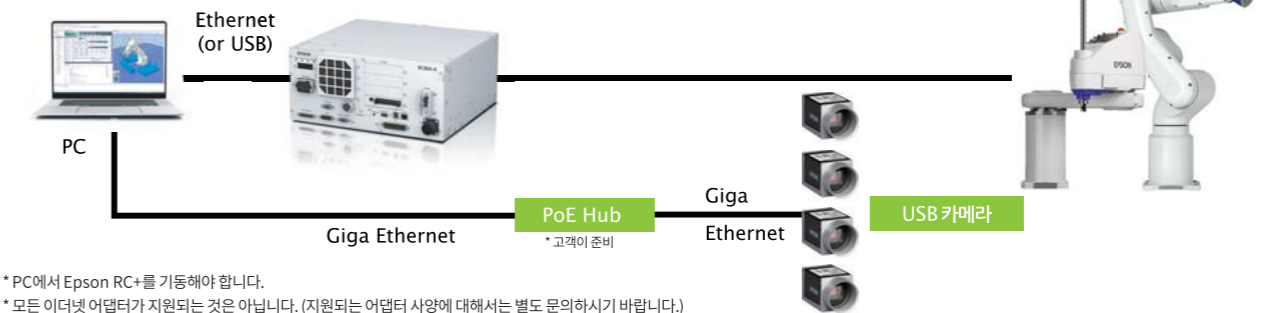 Ethernet
(or USB)
EPSON
PC
Giga
Ethernet
PoE Hub
USB 카메라
Giga Ethernet
* 고객이 준비
* PC에서 Epson RC+를 기동해야 합니다.
* 모든 이더넷 어댑터가 지원되는 것은 아닙니다. (지원되는 어댑터 사양에 대해서는 별도 문의하시기 바랍니다.)